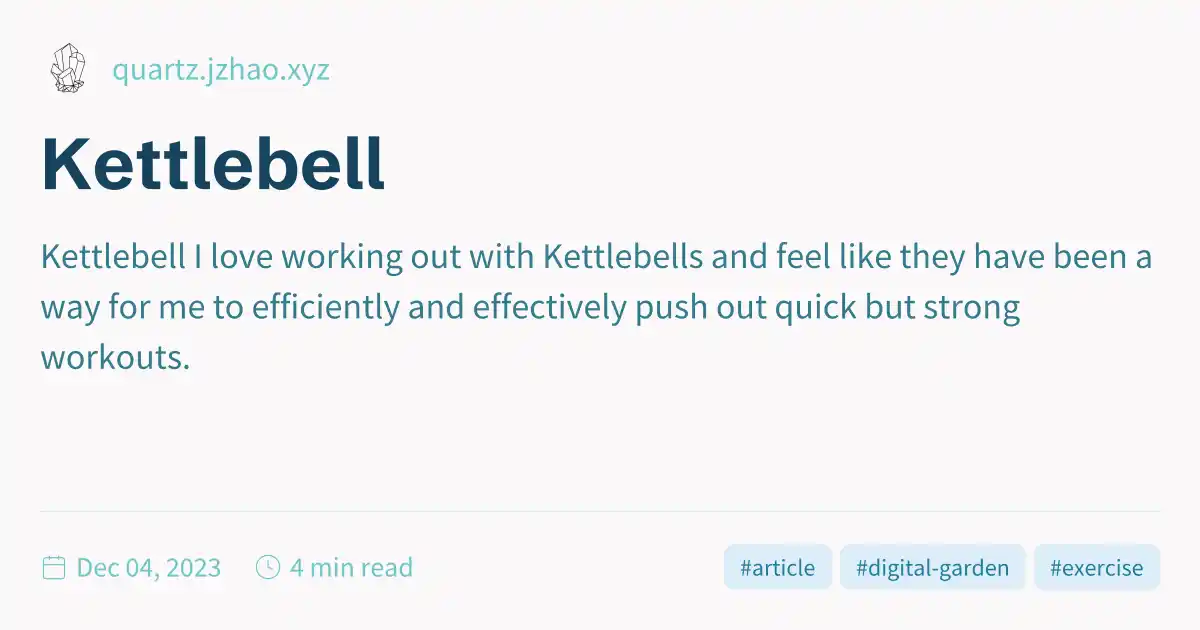 quartz.jzhao.xyz
Kettlebell
Kettlebell I love working out with Kettlebells and feel like they have been a
way for me to efficiently and effectively push out quick but strong
workouts.
Dec 04, 2023 4 min read #article #digital-garden #exercise